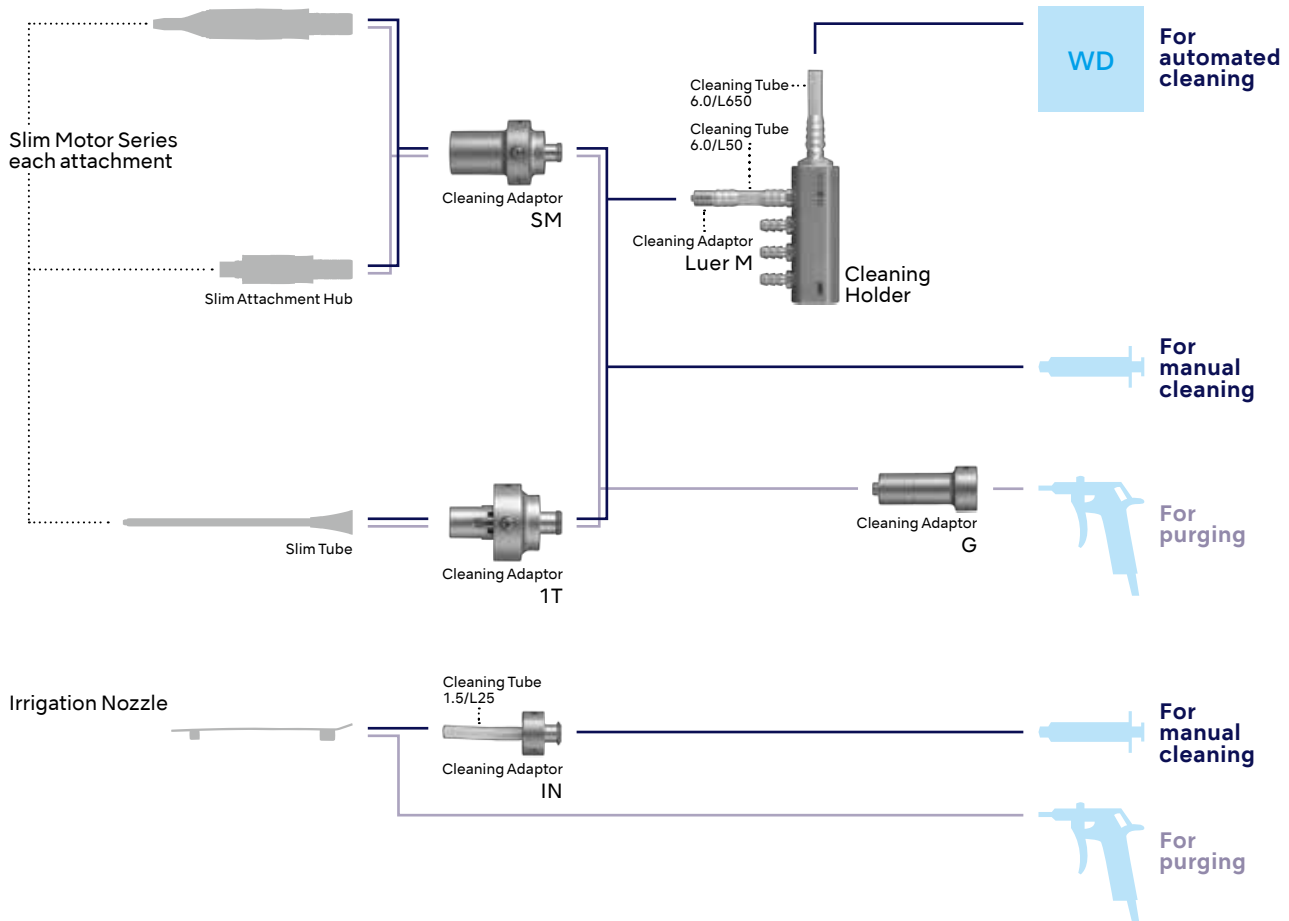 WD
For
automated
cleaning
Cleaning Tube
6.0/L650
Cleaning Tube
6.0/L50
Slim Motor Series
each attachment
Cleaning Adaptor
SM
Cleaning Adaptor
Luer M
Cleaning
Holder
Slim Attachment Hub
For
manual
cleaning
Cleaning Adaptor
G
For
purging
Slim Tube
Cleaning Adaptor
1T
Irrigation Nozzle
Cleaning Tube
1.5/L25
Cleaning Adaptor
IN
For
manual
cleaning
For
purging